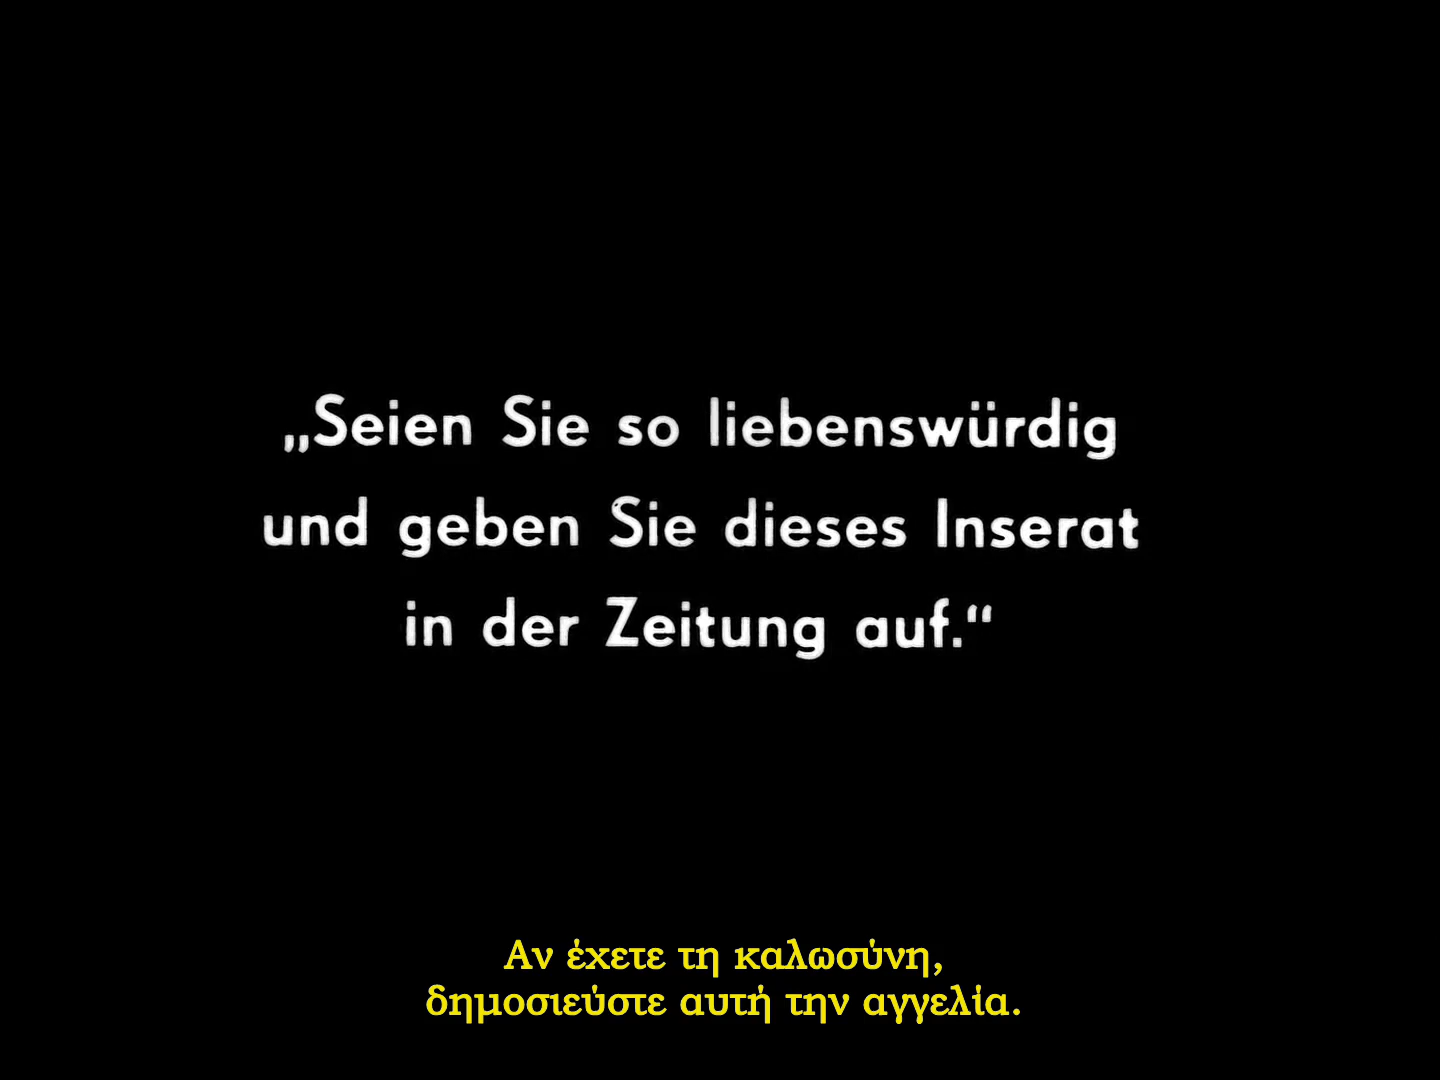 „Seien Sie so liebenswürdig
und geben Sie dieses Inserat
in der Zeitung auf.“
Αν έχετε τη καλωσύνη,
δημοσιεύστε αυτή την αγγελία.